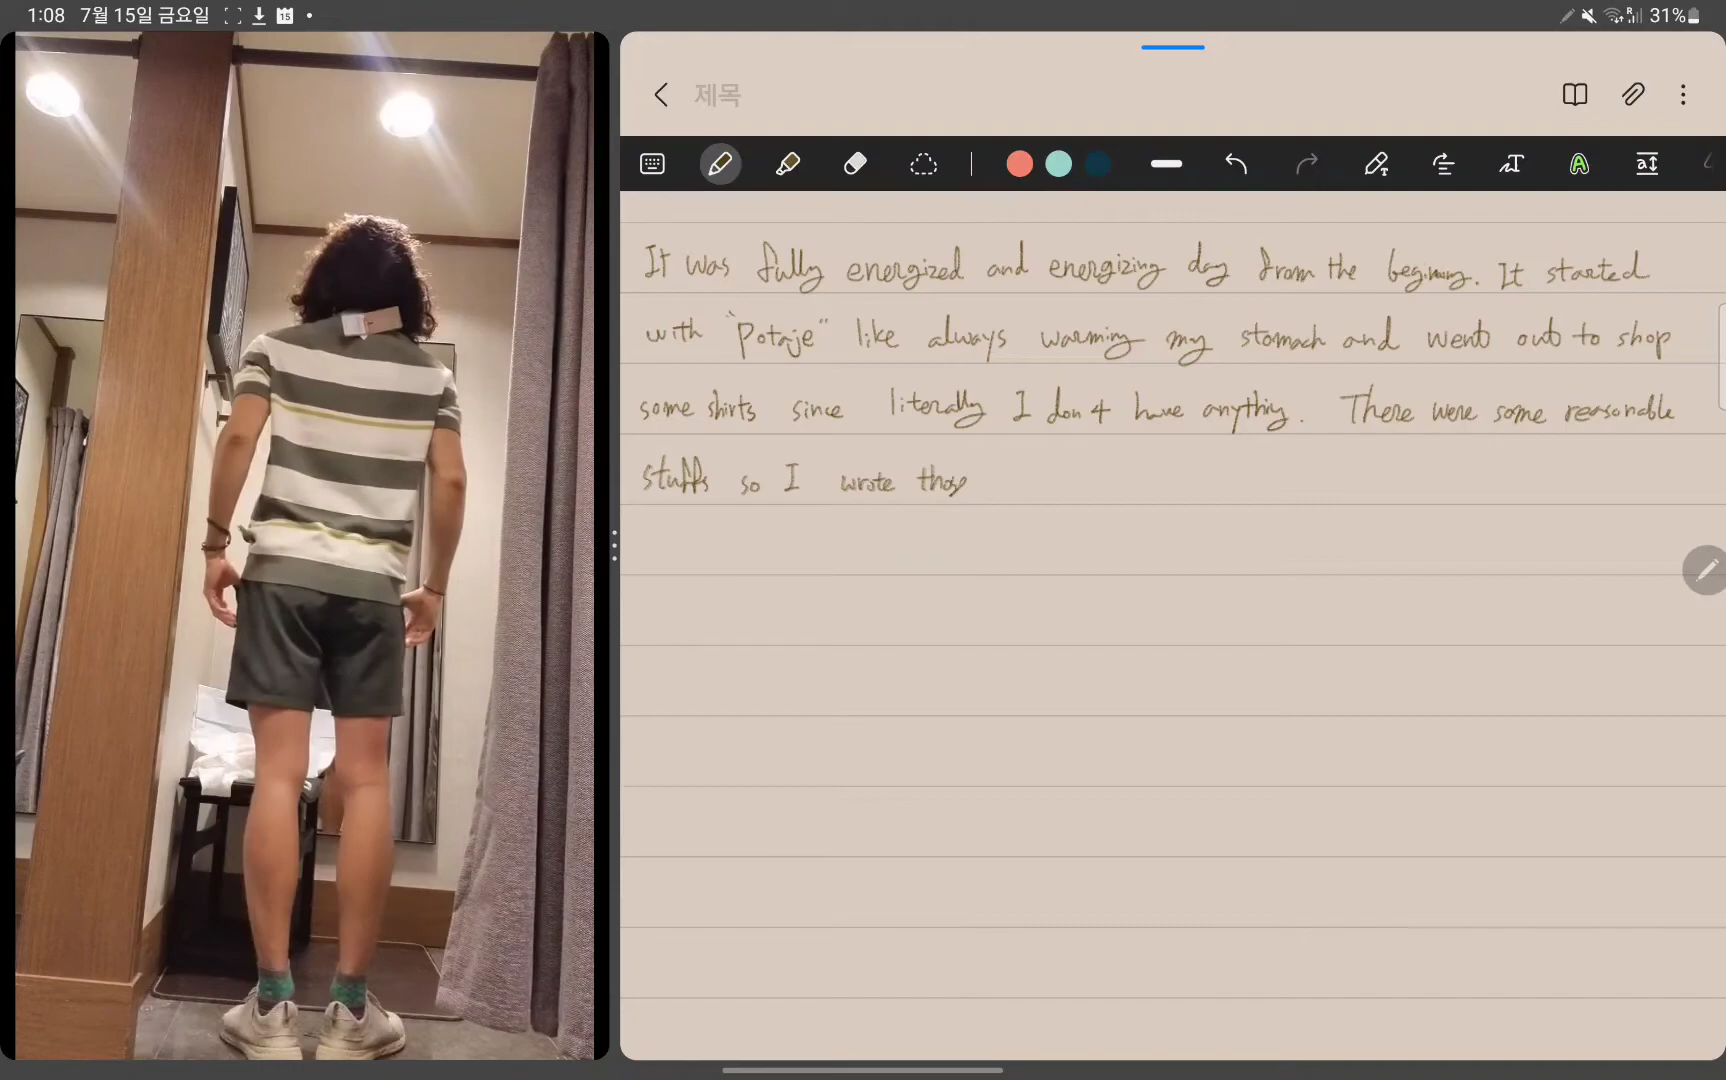 1:08 7월 15일 금요일 15 R 31%
제목
It was fully energized and energizing day from the beginning. It started
with "Potaje" like always warming my stomach and went out to shop
some shirts since literally I don't have anything. There were some reasonable
stuffs so I wrote those